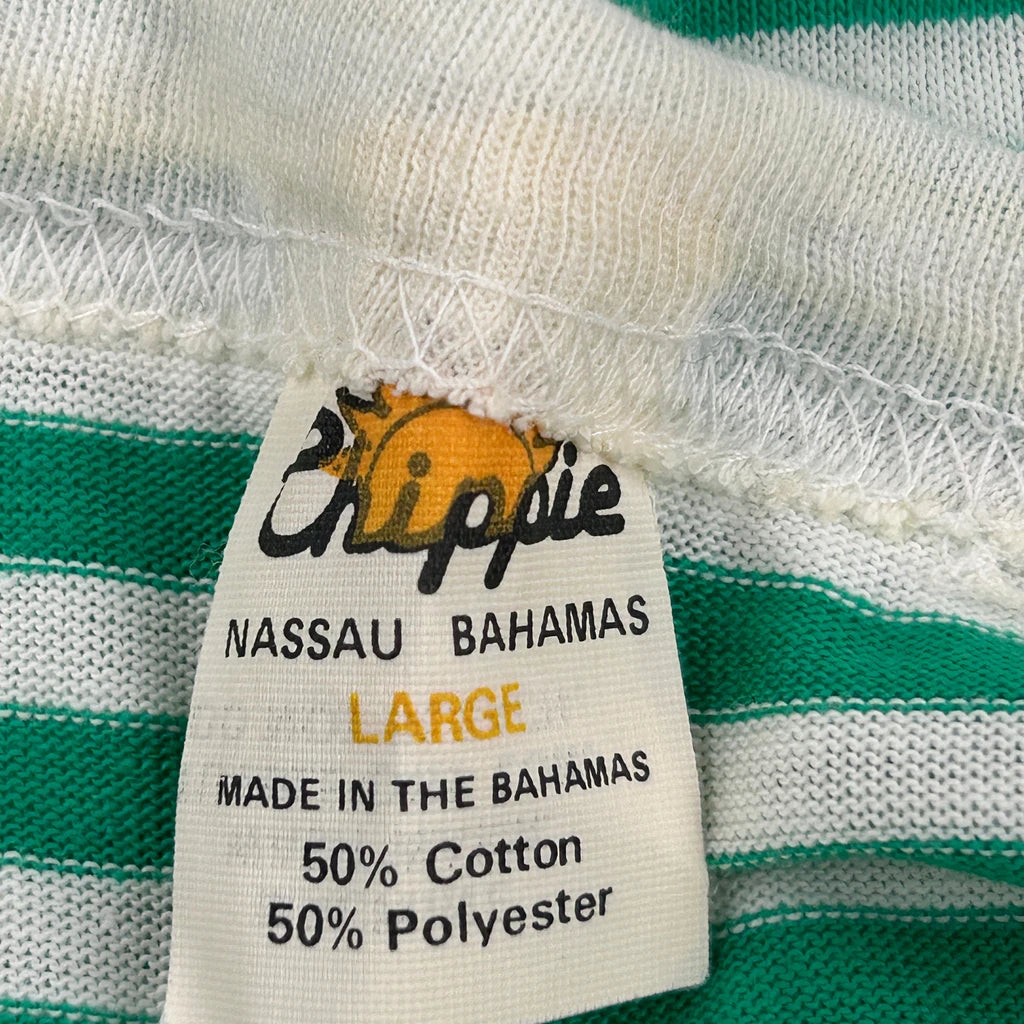 Chippie
NASSAU BAHAMAS
LARGE
MADE IN THE BAHAMAS
50% Cotton
50% Polyester